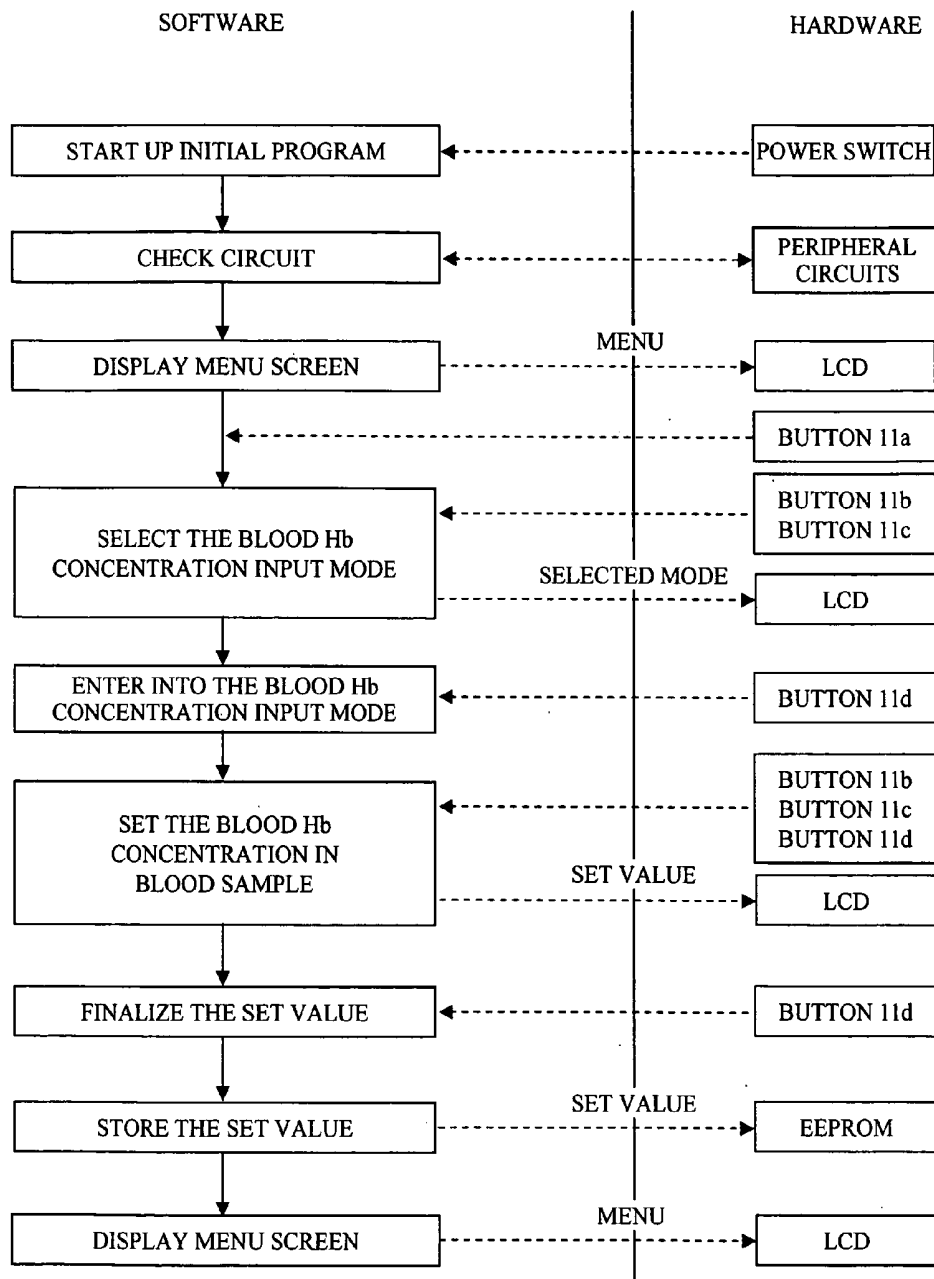 SOFTWARE
HARDWARE
START UP INITIAL PROGRAM
POWER SWITCH
CHECK CIRCUIT
PERIPHERAL
CIRCUITS
MENU
DISPLAY MENU SCREEN
LCD
BUTTON 11a
BUTTON 11b
BUTTON 11c
SELECT THE BLOOD Hb
CONCENTRATION INPUT MODE
SELECTED MODE
LCD
ENTER INTO THE BLOOD Hb
CONCENTRATION INPUT MODE
BUTTON 11d
BUTTON 11b
BUTTON 11c
BUTTON 11d
SET THE BLOOD Hb
CONCENTRATION IN
BLOOD SAMPLE
SET VALUE
LCD
FINALIZE THE SET VALUE
BUTTON 11d
SET VALUE
STORE THE SET VALUE
EEPROM
MENU
DISPLAY MENU SCREEN
LCD